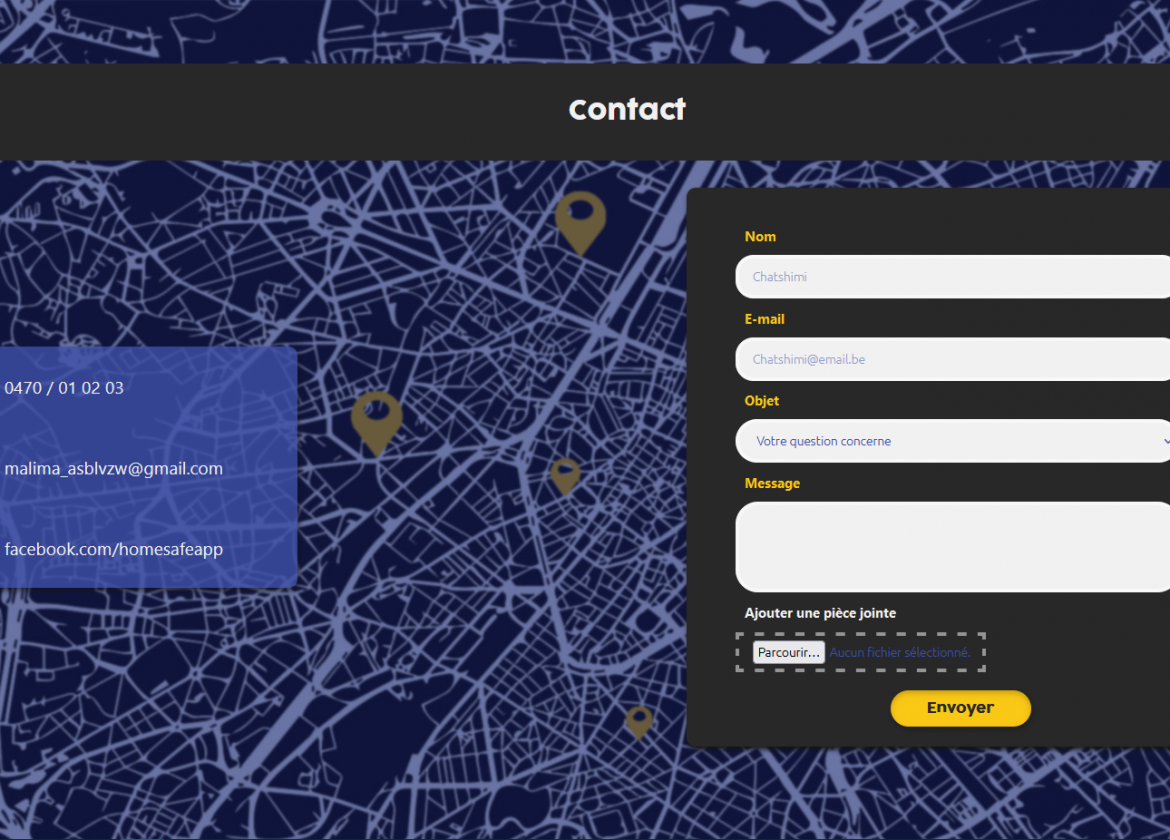 Contact
0470 / 01 02 03
malima_asblvzw@gmail.com
facebook.com/homesafeapp
Nom
Chatshimi
E-mail
Chatshimi@email.be
Objet
Votre question concerne
Message
Ajouter une pièce jointe
Parcourir... Aucun fichier sélectionné.
Envoyer